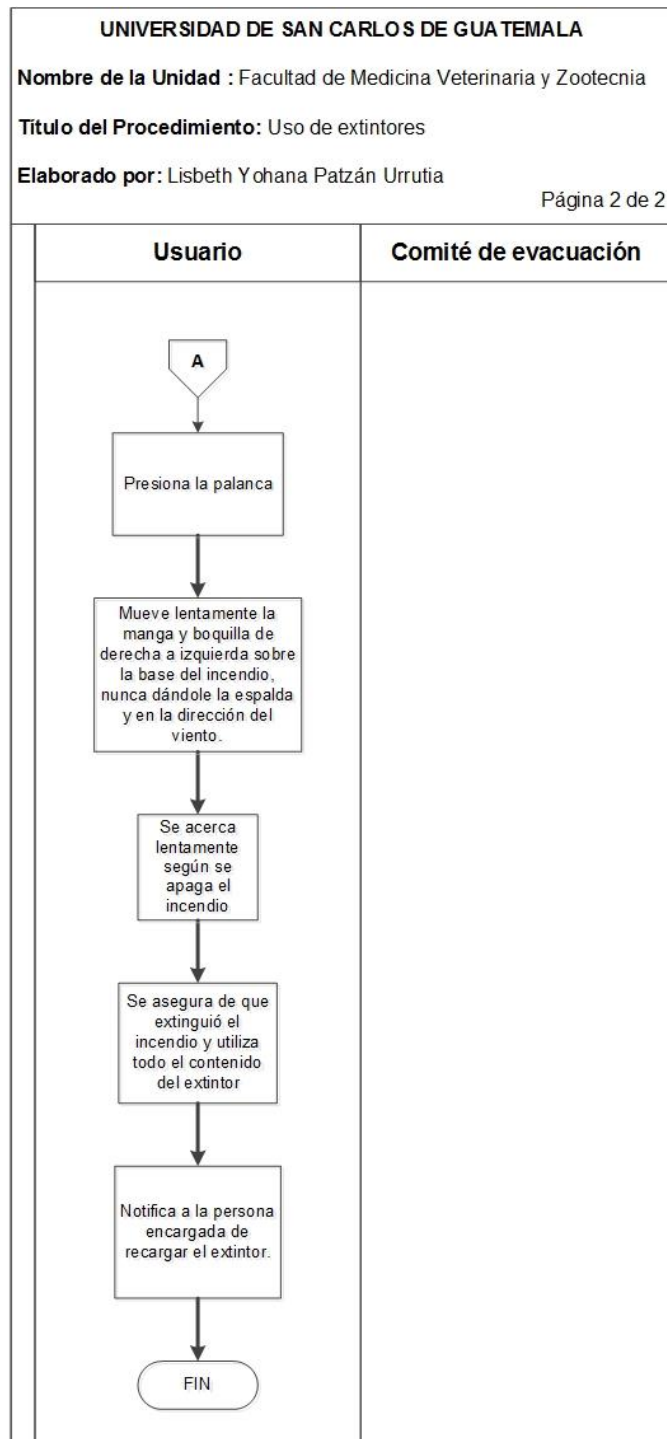 UNIVERSIDAD DE SAN CARLOS DE GUATEMALA
Nombre de la Unidad : Facultad de Medicina Veterinaria y Zootecnia
Título del Procedimiento: Uso de extintores
Elaborado por: Lisbeth Yohana Patzán Urrutia
Página 2 de 2
Usuario
Comité de evacuación
A
Presiona la palanca
Mueve lentamente la
manga y boquilla de
derecha a izquierda sobre
la base del incendio,
nunca dándole la espalda
y en la dirección del
viento.
Se acerca
lentamente
según se
apaga el
incendio
Se asegura de que
extinguió el
incendio y utiliza
todo el contenido
del extintor
Notifica a la persona
encargada de
recargar el extintor.
FIN